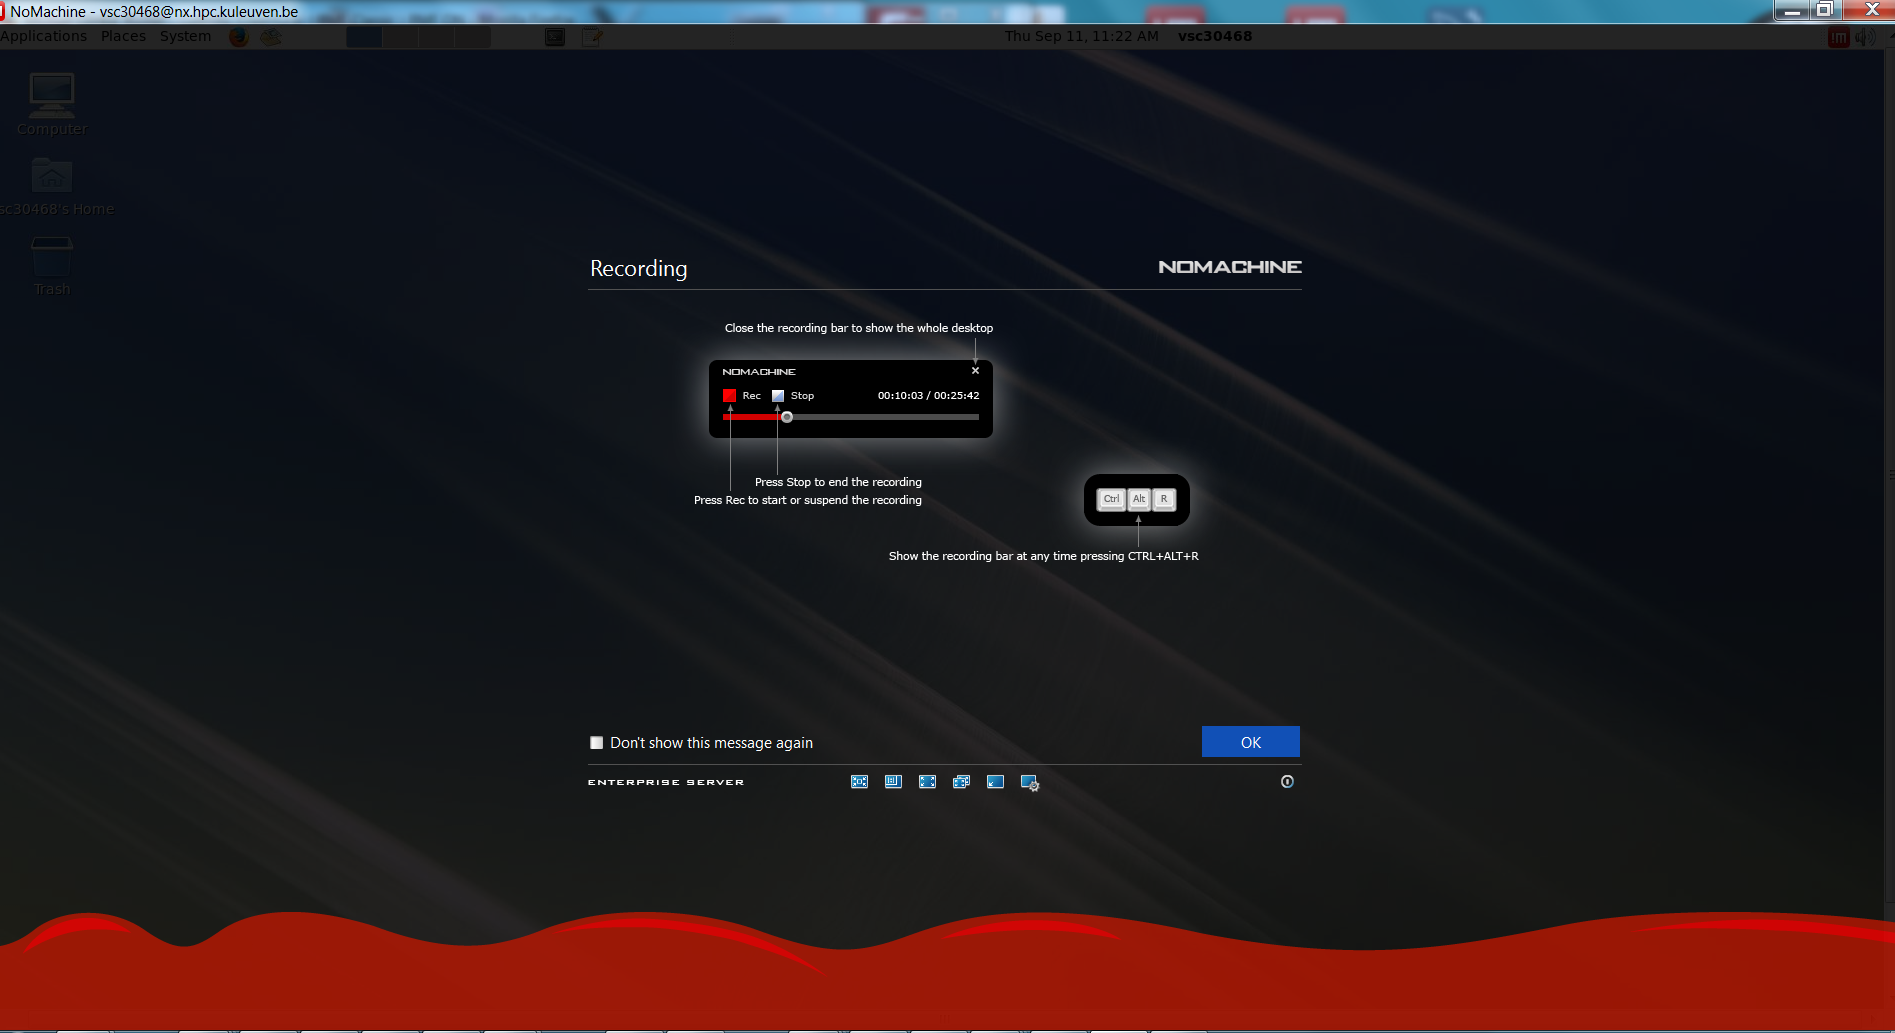 NoMachine - vsc30468@nx.hpc.kuleuven.be
Applications Places System
Thu Sep 11, 11:22 AM vsc30468
!m
Computer
sc30468's Home
Trash
Recording
NOMACHINE
Close the recording bar to show the whole desktop
NOMACHINE
Rec Stop 00:10:03 / 00:25:42
Press Stop to end the recording
Press Rec to start or suspend the recording
Ctrl Alt R
Show the recording bar at any time pressing CTRL+ALT+R
Don't show this message again
OK
ENTERPRISE SERVER